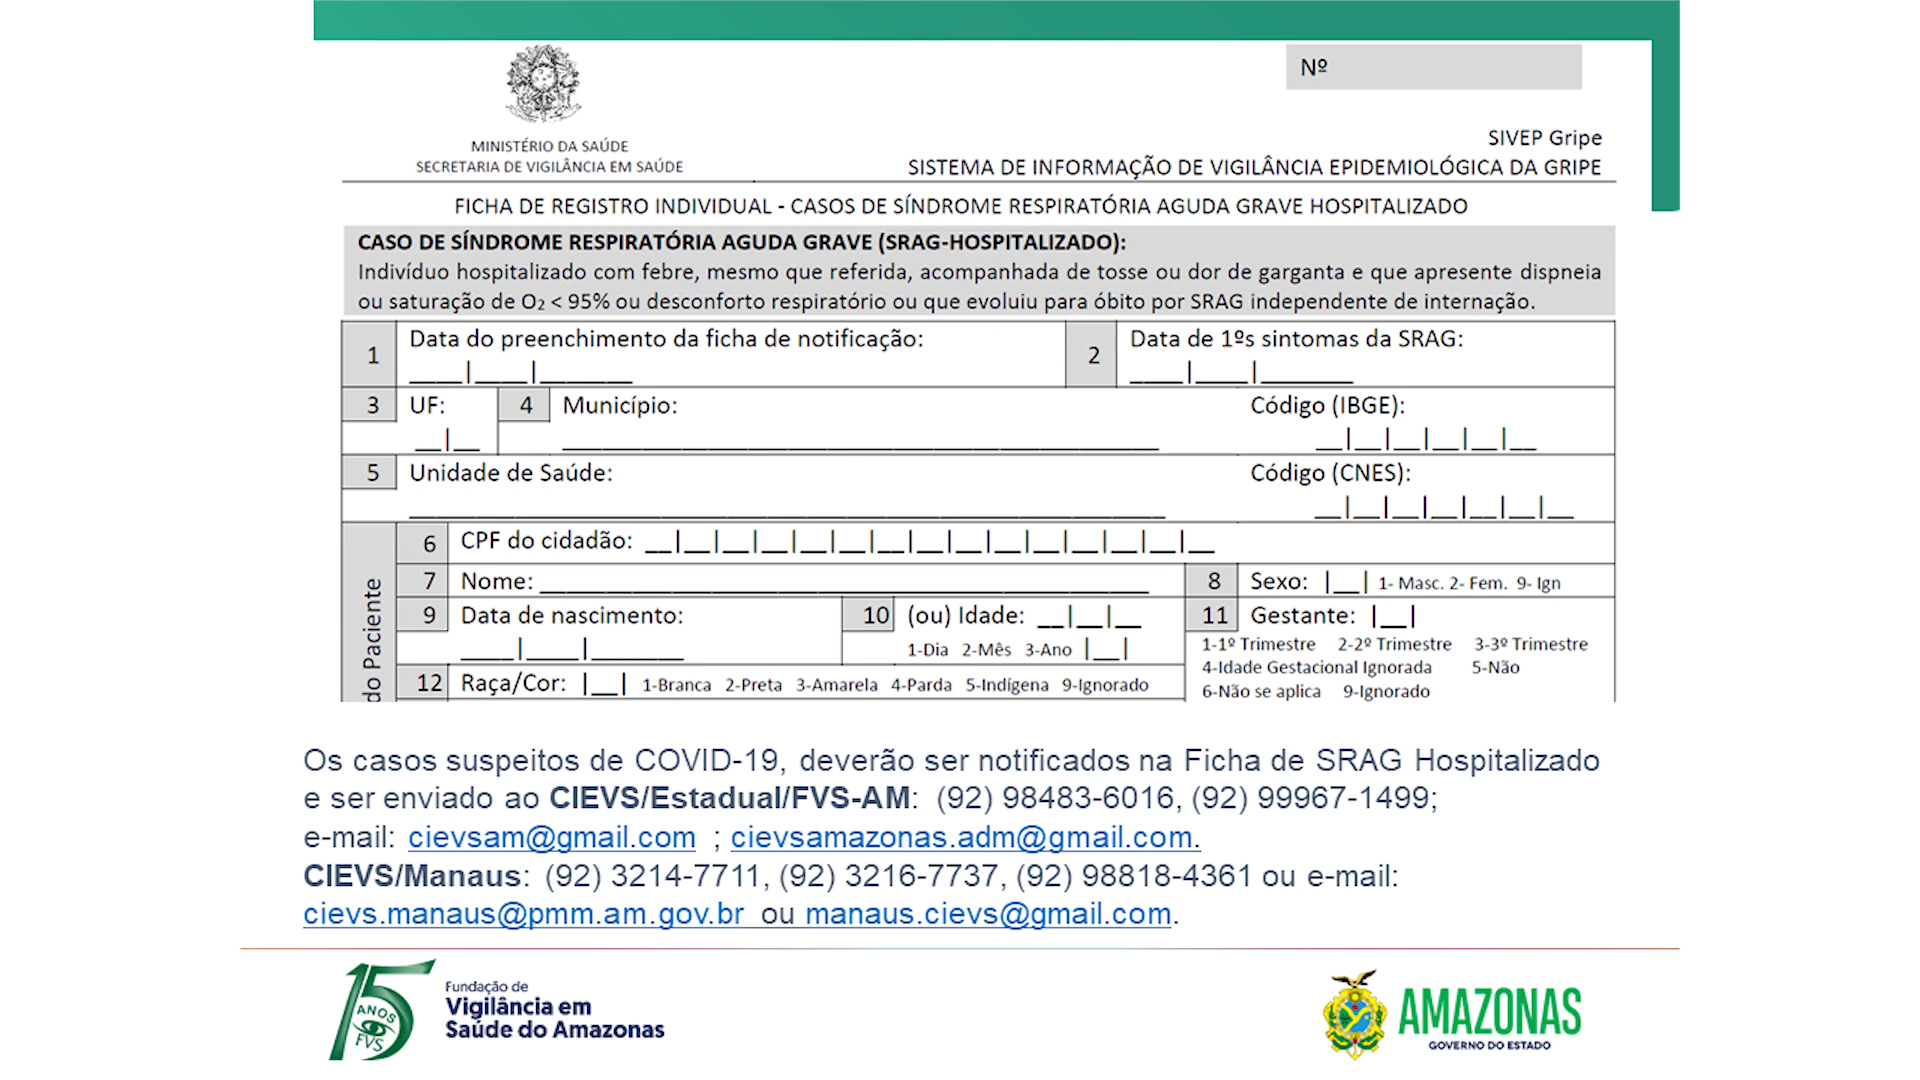 Nº
MINISTÉRIO DA SAÚDE
SECRETARIA DE VIGILÂNCIA EM SAÚDE
SIVEP Gripe
SISTEMA DE INFORMAÇÃO DE VIGILÂNCIA EPIDEMIOLÓGICA DA GRIPE
FICHA DE REGISTRO INDIVIDUAL - CASOS DE SÍNDROME RESPIRATÓRIA AGUDA GRAVE HOSPITALIZADO
CASO DE SÍNDROME RESPIRATÓRIA AGUDA GRAVE (SRAG-HOSPITALIZADO):
Indivíduo hospitalizado com febre, mesmo que referida, acompanhada de tosse ou dor de garganta e que apresente dispneia
ou saturação de O₂ < 95% ou desconforto respiratório ou que evoluiu para óbito por SRAG independente de internação.
1 Data do preenchimento da ficha de notificação: 2 Data de 1ºs sintomas da SRAG:
3 UF: 4 Município: Código (IBGE):
5 Unidade de Saúde: Código (CNES):
do Paciente
6 CPF do cidadão:
7 Nome: 8 Sexo: |__| 1- Masc. 2- Fem. 9- Ign
9 Data de nascimento: 10 (ou) Idade: 11 Gestante: |__|
1-Dia 2-Mês 3-Ano |__|
1-1º Trimestre 2-2º Trimestre 3-3º Trimestre
4-Idade Gestacional Ignorada 5-Não
6-Não se aplica 9-Ignorado
12 Raça/Cor: |__| 1-Branca 2-Preta 3-Amarela 4-Parda 5-Indígena 9-Ignorado
Os casos suspeitos de COVID-19, deverão ser notificados na Ficha de SRAG Hospitalizado
e ser enviado ao CIEVS/Estadual/FVS-AM: (92) 98483-6016, (92) 99967-1499;
e-mail: cievsam@gmail.com ; cievsamazonas.adm@gmail.com.
CIEVS/Manaus: (92) 3214-7711, (92) 3216-7737, (92) 98818-4361 ou e-mail:
cievs.manaus@pmm.am.gov.br ou manaus.cievs@gmail.com.
15
ANOS
FVS
Fundação de
Vigilância em
Saúde do Amazonas
AMAZONAS
GOVERNO DO ESTADO